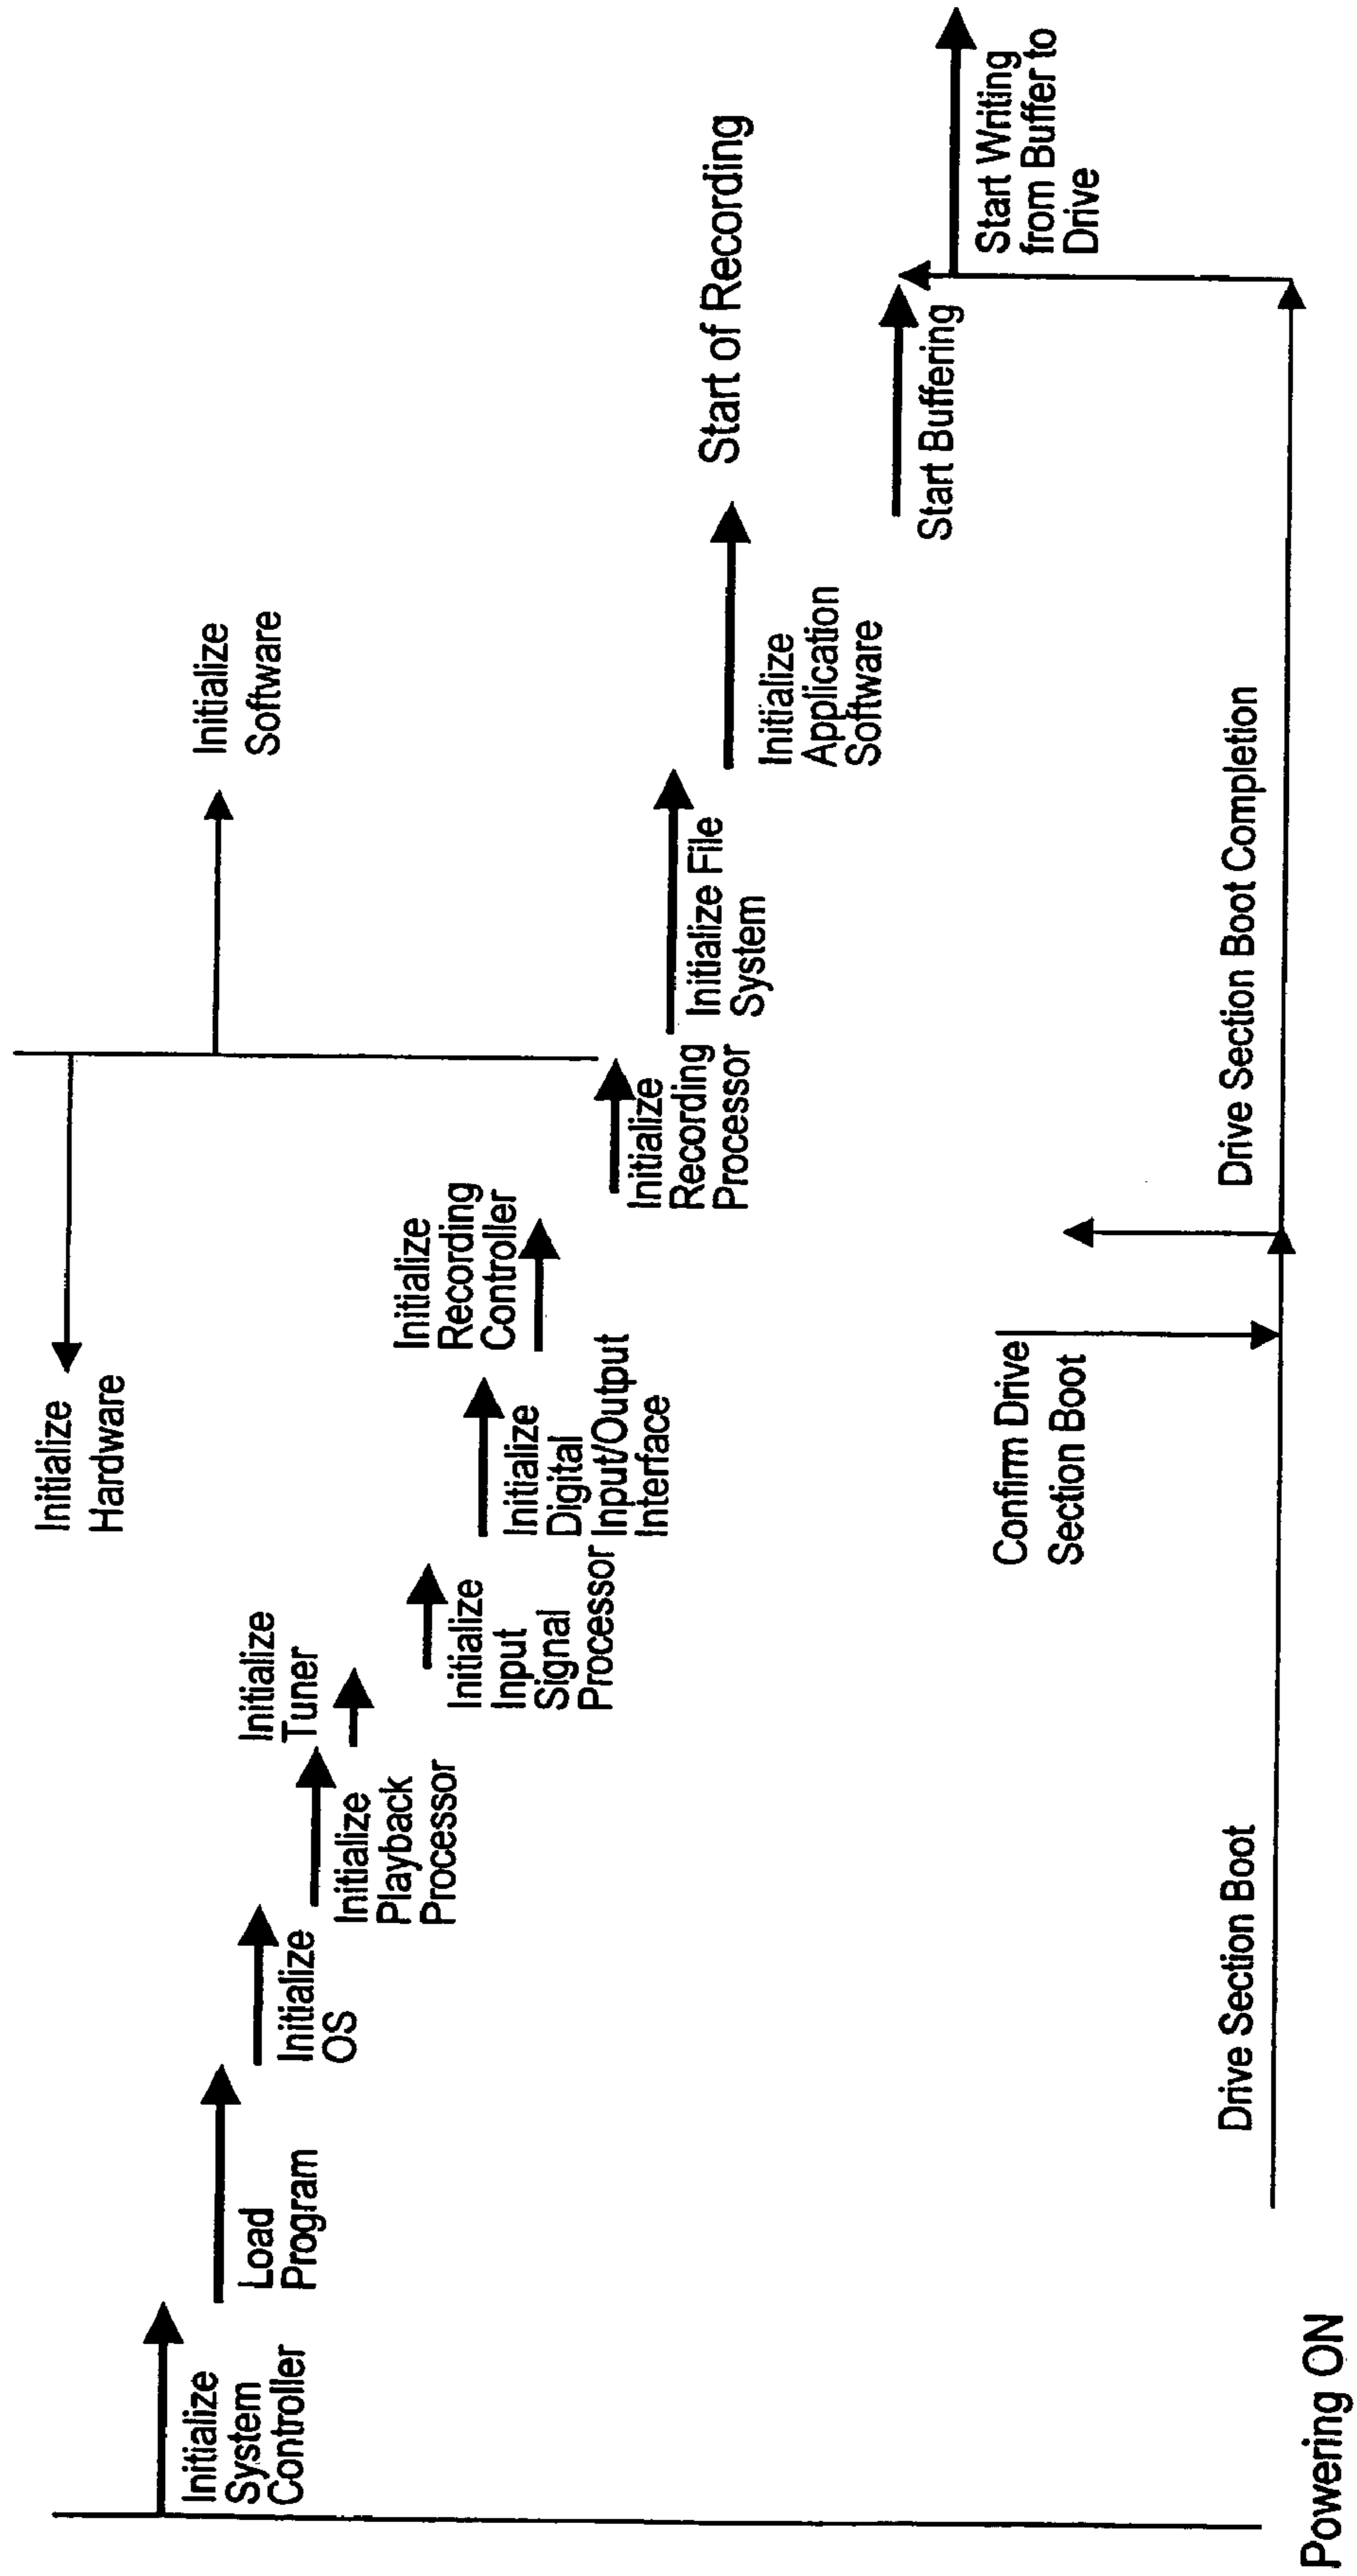 Initialize
Hardware
Initialize
Software
Initialize
System
Controller
Load
Program
Initialize
OS
Initialize
Playback
Processor
Initialize
Tuner
Initialize
Input
Signal
Processor
Initialize
Digital
Input/Output
Interface
Initialize
Recording
Controller
Initialize
Recording
Processor
Initialize File
System
Initialize
Application
Software
Start of Recording
Start Buffering
Start Writing
from Buffer to
Drive
Confirm Drive
Section Boot
Drive Section Boot
Drive Section Boot Completion
Powering ON